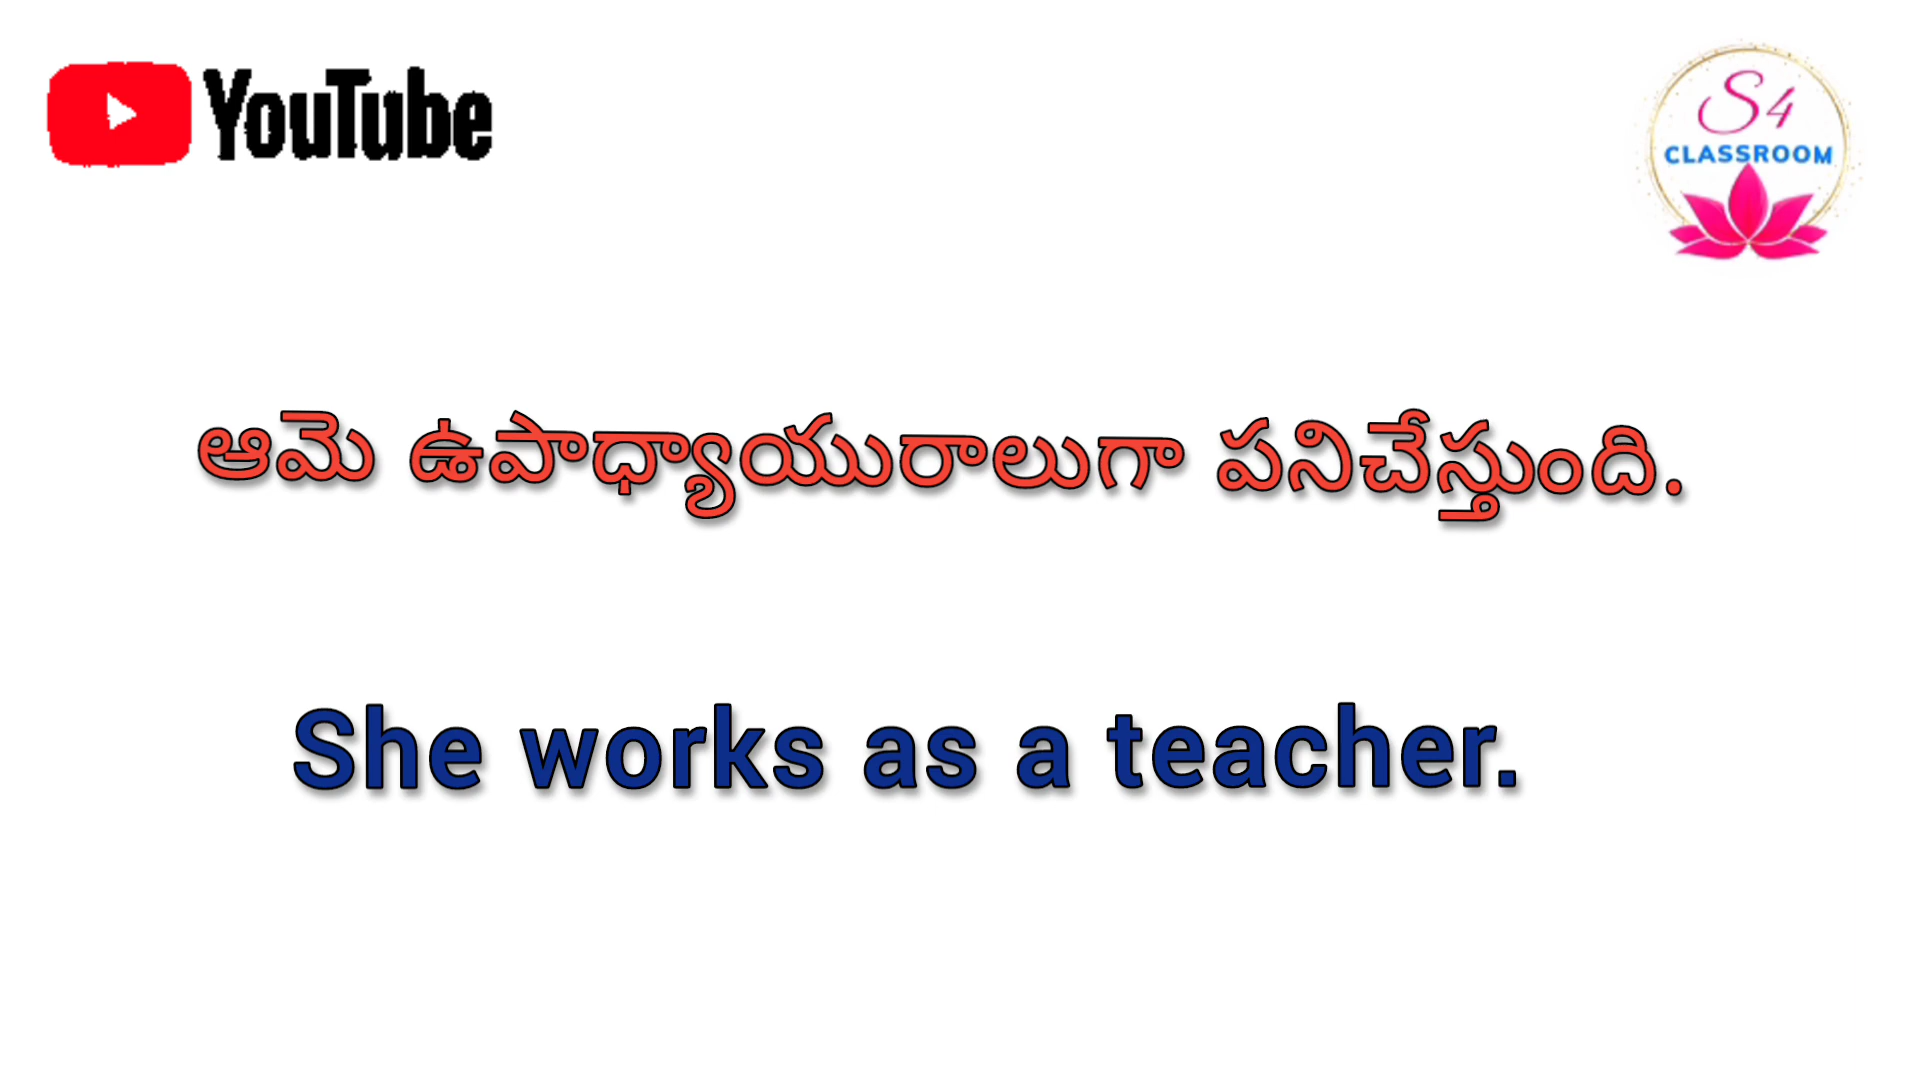 YouTube
S4
CLASSROOM
ఆమె ఉపాధ్యాయురాలుగా పనిచేస్తుంది.
She works as a teacher.